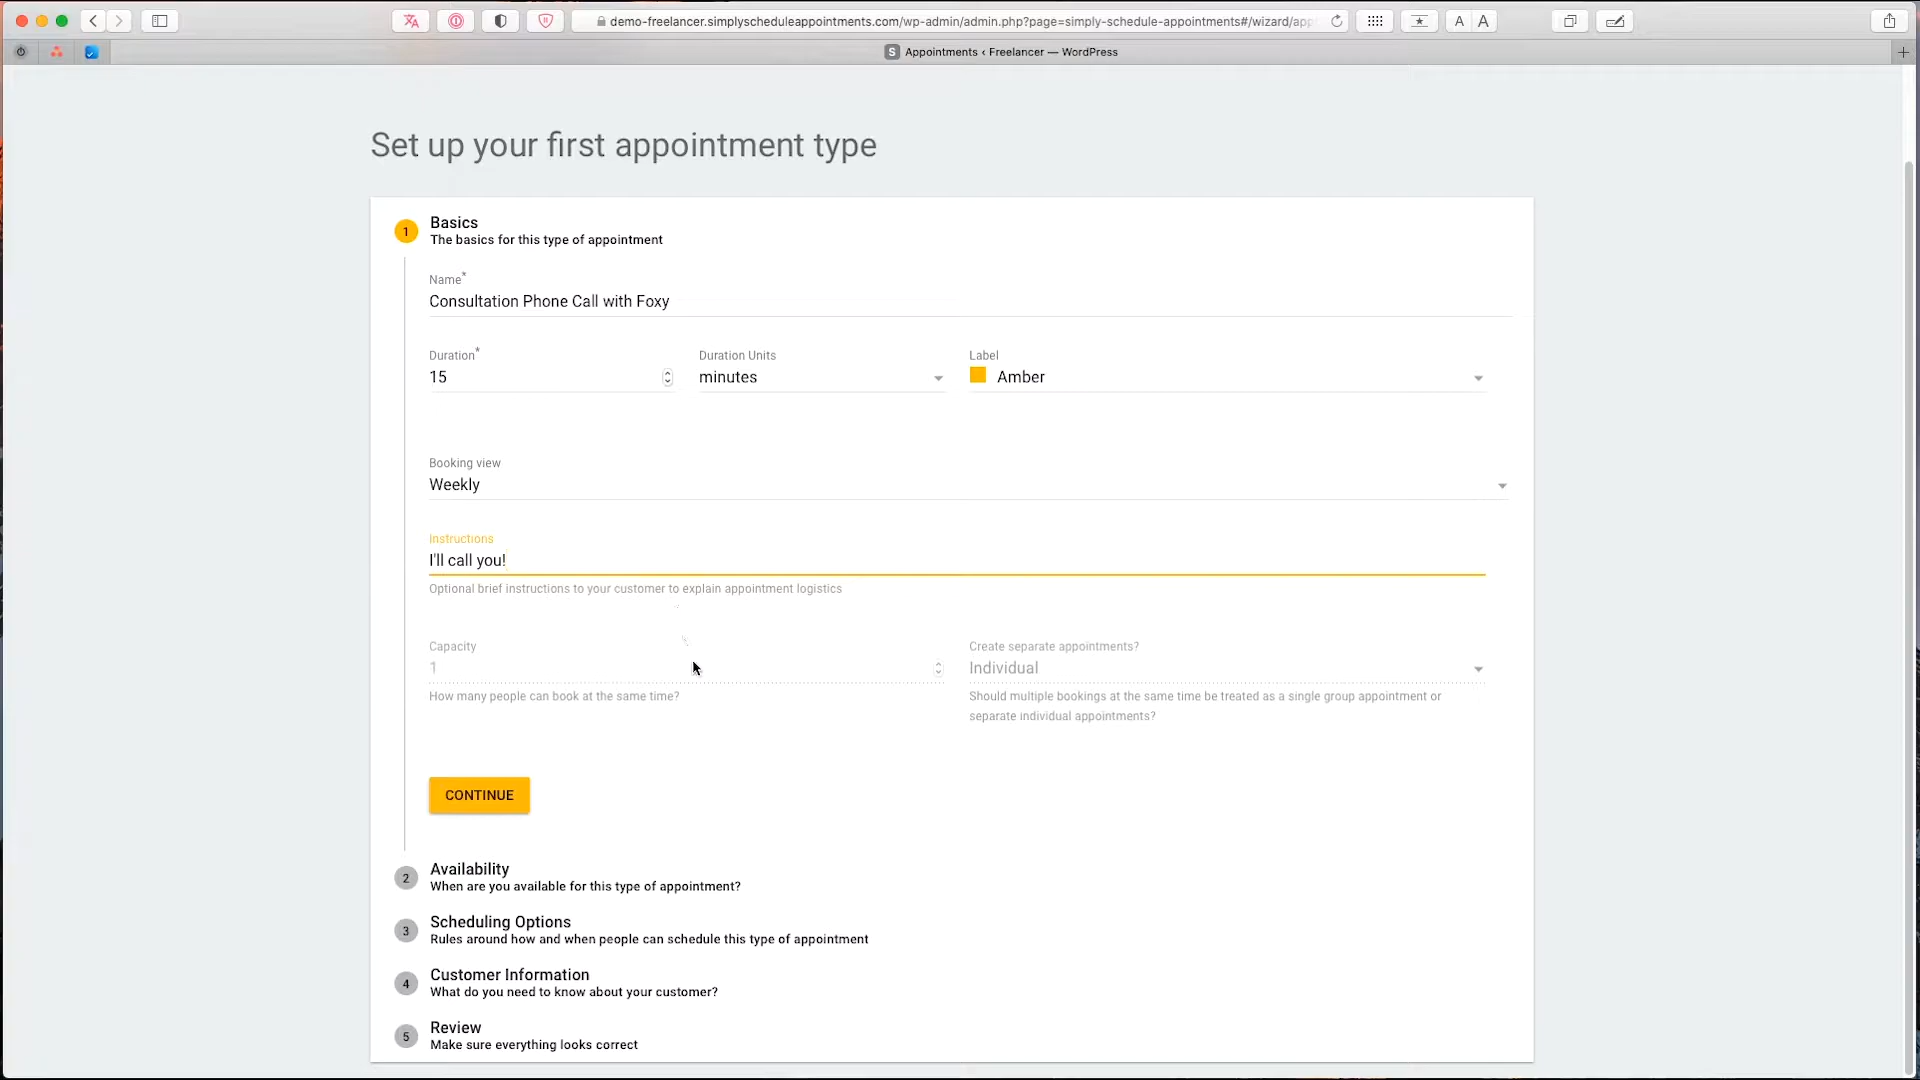 demo-freelancer.simplyscheduleappointments.com/wp-admin/admin.php?page=simply-schedule-appointments#/wizard/app
A A
S Appointments ‹ Freelancer — WordPress
Set up your first appointment type
1 Basics
The basics for this type of appointment
Name*
Consultation Phone Call with Foxy
Duration* Duration Units Label
15 minutes Amber
Booking view
Weekly
Instructions
I'll call you!
Optional brief instructions to your customer to explain appointment logistics
Capacity Create separate appointments?
1 Individual
How many people can book at the same time? Should multiple bookings at the same time be treated as a single group appointment or
separate individual appointments?
CONTINUE
2 Availability
When are you available for this type of appointment?
3 Scheduling Options
Rules around how and when people can schedule this type of appointment
4 Customer Information
What do you need to know about your customer?
5 Review
Make sure everything looks correct